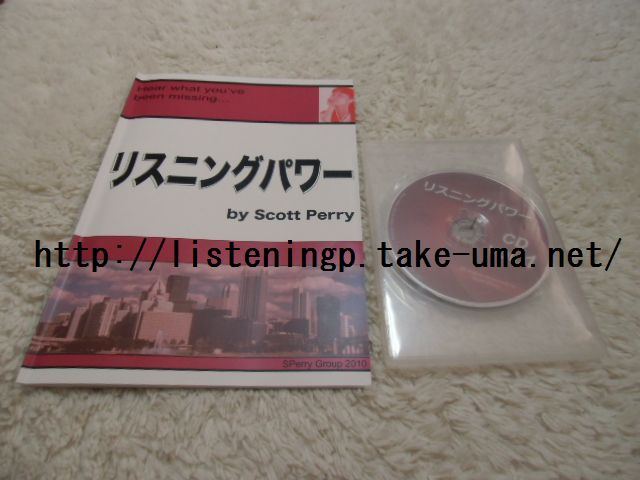 Hear what you've
been missing...
リスニングパワー
by Scott Perry
リスニングパワー
CD
http://listeningp.take-uma.net/
SPerry Group 2010